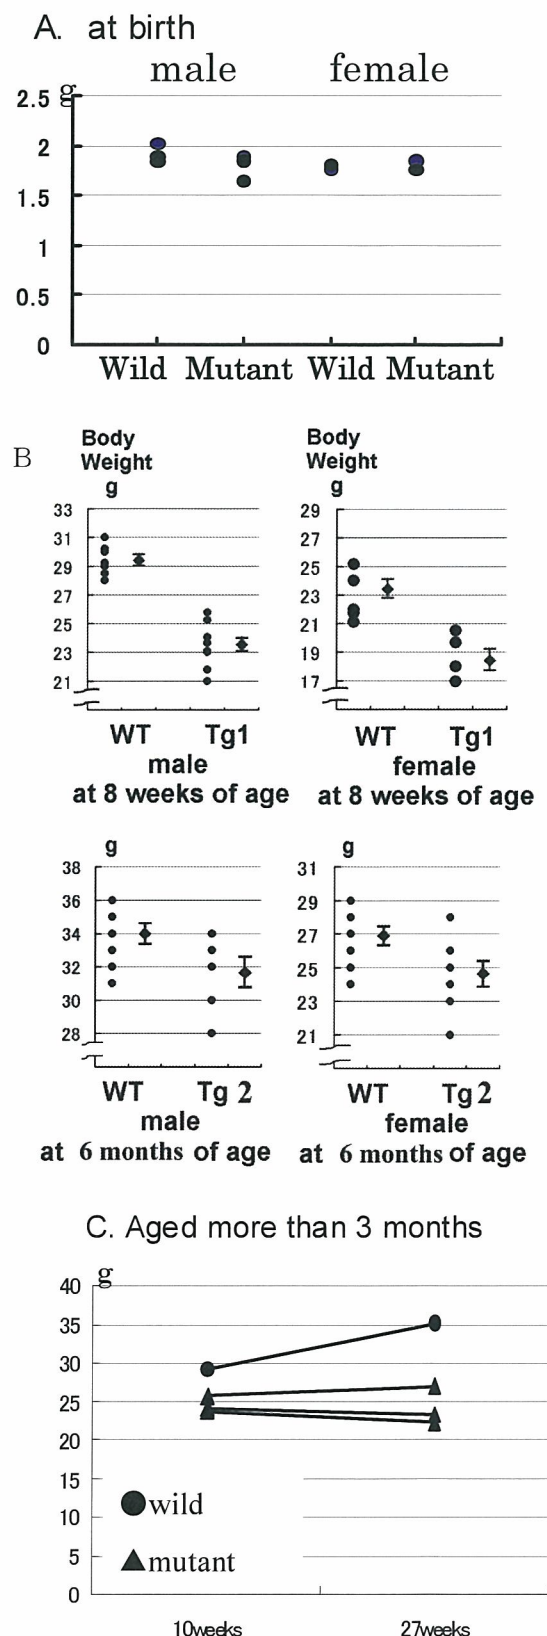 A. at birth
male female
g
2.5
2
1.5
1
0.5
0
Wild Mutant Wild Mutant
B
Body
Weight
g
33
31
29
27
25
23
21
WT Tg1
male
at 8 weeks of age
Body
Weight
g
29
27
25
23
21
19
17
WT Tg1
female
at 8 weeks of age
g
38
36
34
32
30
28
WT Tg 2
male
at 6 months of age
g
31
29
27
25
23
21
WT Tg 2
female
at 6 months of age
C. Aged more than 3 months
g
40
35
30
25
20
15
10
5
0
wild
mutant
10weeks 27weeks